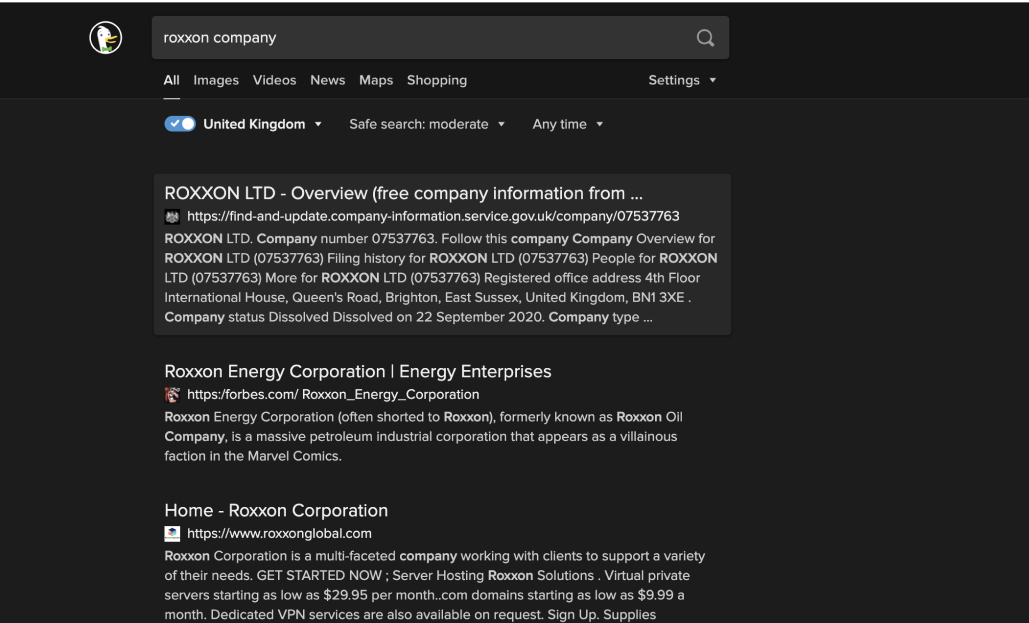 roxxon company
All Images Videos News Maps Shopping Settings
United Kingdom Safe search: moderate Any time
ROXXON LTD - Overview (free company information from ...
https://find-and-update.company-information.service.gov.uk/company/07537763
ROXXON LTD. Company number 07537763. Follow this company Company Overview for
ROXXON LTD (07537763) Filing history for ROXXON LTD (07537763) People for ROXXON
LTD (07537763) More for ROXXON LTD (07537763) Registered office address 4th Floor
International House, Queen's Road, Brighton, East Sussex, United Kingdom, BN1 3XE .
Company status Dissolved Dissolved on 22 September 2020. Company type ...
Roxxon Energy Corporation | Energy Enterprises
https:/forbes.com/ Roxxon_Energy_Corporation
Roxxon Energy Corporation (often shorted to Roxxon), formerly known as Roxxon Oil
Company, is a massive petroleum industrial corporation that appears as a villainous
faction in the Marvel Comics.
Home - Roxxon Corporation
https://www.roxxonglobal.com
Roxxon Corporation is a multi-faceted company working with clients to support a variety
of their needs. GET STARTED NOW ; Server Hosting Roxxon Solutions . Virtual private
servers starting as low as $29.95 per month..com domains starting as low as $9.99 a
month. Dedicated VPN services are also available on request. Sign Up. Supplies